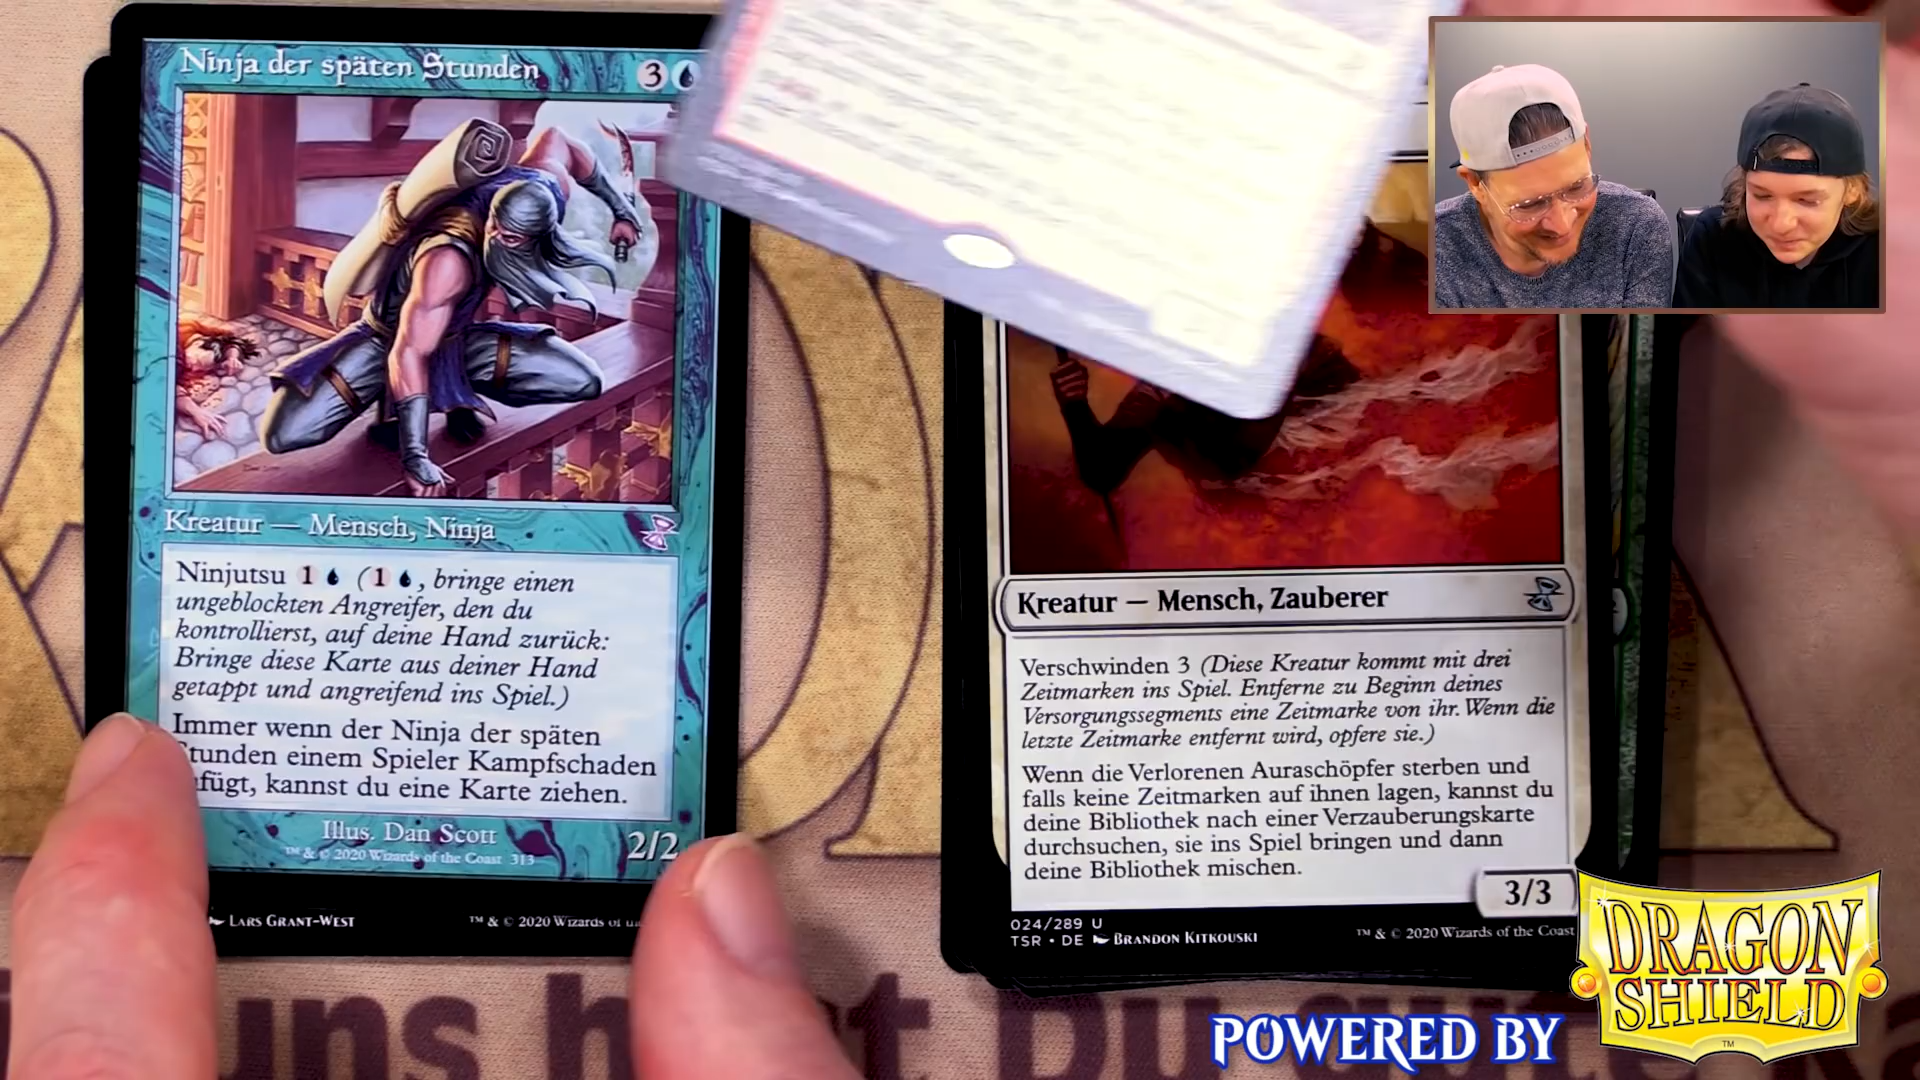 Ninja der späten Stunden
3
Kreatur — Mensch, Ninja
Ninjutsu 1 (1, bringe einen
ungeblockten Angreifer, den du
kontrollierst, auf deine Hand zurück:
Bringe diese Karte aus deiner Hand
getappt und angreifend ins Spiel.)
Immer wenn der Ninja der späten
Stunden einem Spieler Kampfschaden
fügt, kannst du eine Karte ziehen.
Illus. Dan Scott
™ & © 2020 Wizards of the Coast 313
2/2
Lars Grant-West
™ & © 2020 Wizards of
Kreatur — Mensch, Zauberer
Verschwinden 3 (Diese Kreatur kommt mit drei
Zeitmarken ins Spiel. Entferne zu Beginn deines
Versorgungssegments eine Zeitmarke von ihr. Wenn die
letzte Zeitmarke entfernt wird, opfere sie.)
Wenn die Verlorenen Auraschöpfer sterben und
falls keine Zeitmarken auf ihnen lagen, kannst du
deine Bibliothek nach einer Verzauberungskarte
durchsuchen, sie ins Spiel bringen und dann
deine Bibliothek mischen.
3/3
024/289 U
TSR • DE Brandon Kitkouski
™ & © 2020 Wizards of the Coast
uns Du
POWERED BY
DRAGON
SHIELD
™